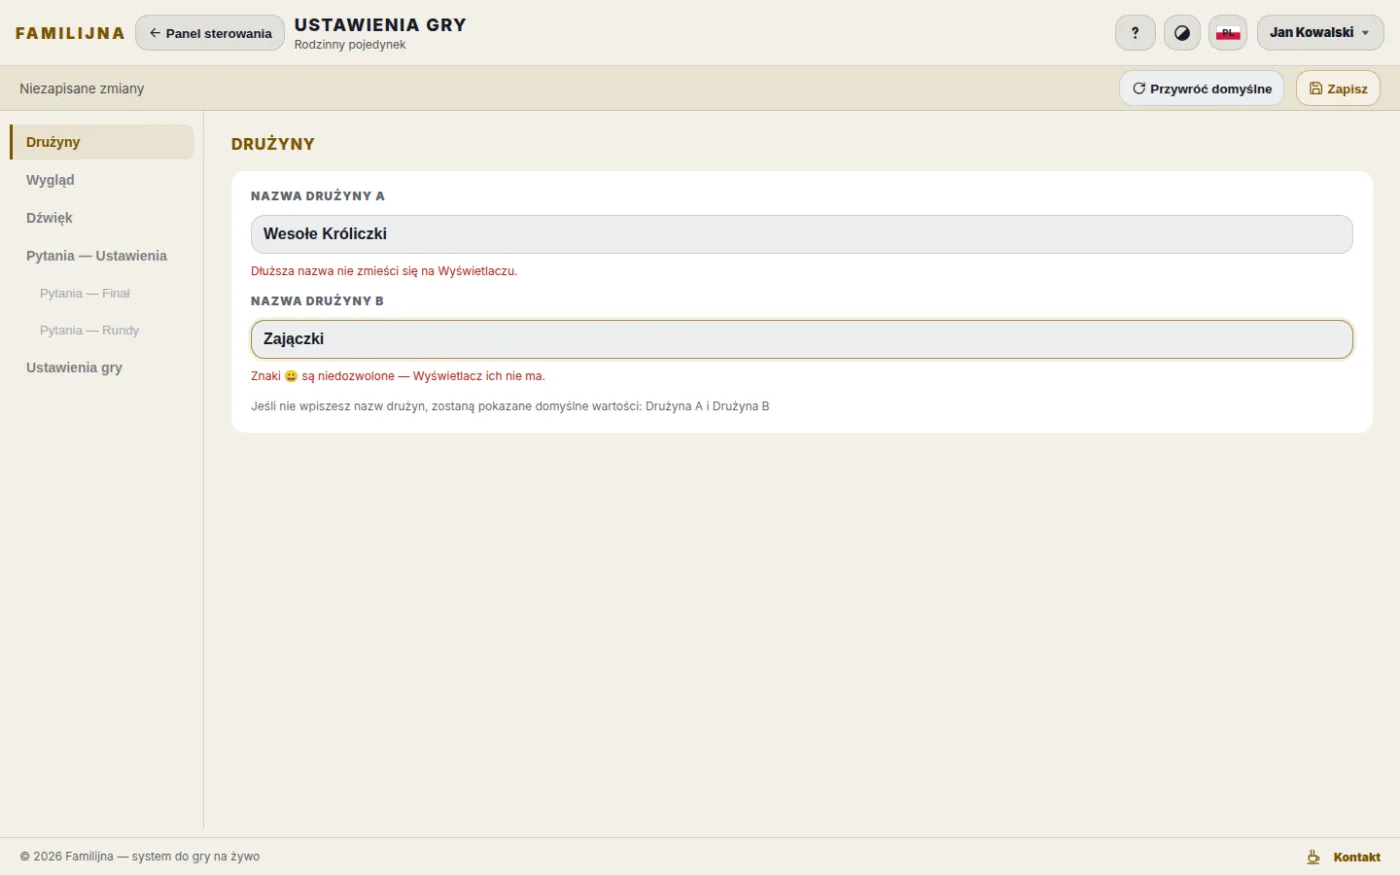 FAMILIJNA
← Panel sterowania
USTAWIENIA GRY
Rodzinny pojedynek
?
PL
Jan Kowalski
Niezapisane zmiany
Przywróć domyślne
Zapisz
Drużyny
Wygląd
Dźwięk
Pytania — Ustawienia
Pytania — Finał
Pytania — Rundy
Ustawienia gry
DRUŻYNY
NAZWA DRUŻYNY A
Wesołe Króliczki
Dłuższa nazwa nie zmieści się na Wyświetlaczu.
NAZWA DRUŻYNY B
Zajączki
Znaki 😀 są niedozwolone — Wyświetlacz ich nie ma.
Jeśli nie wpiszesz nazw drużyn, zostaną pokazane domyślne wartości: Drużyna A i Drużyna B
© 2026 Familijna — system do gry na żywo
Kontakt